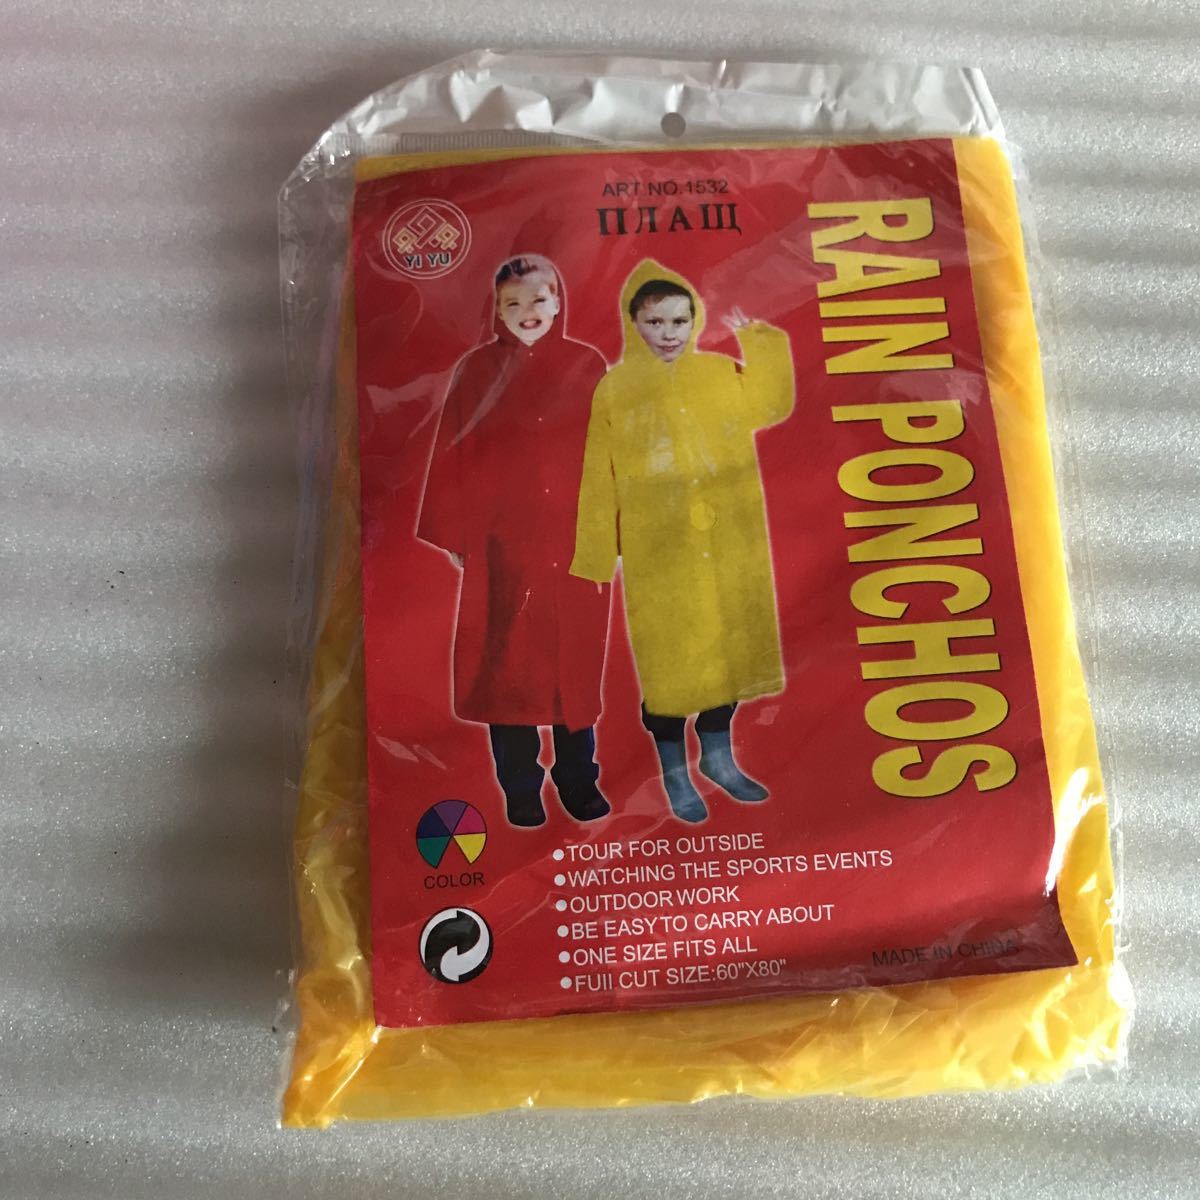 ART NO.1532
ПЛАЩ
YI YU
RAIN PONCHOS
COLOR
TOUR FOR OUTSIDE
WATCHING THE SPORTS EVENTS
OUTDOOR WORK
BE EASY TO CARRY ABOUT
ONE SIZE FITS ALL
FUll CUT SIZE:60"X80"
MADE IN CHINA